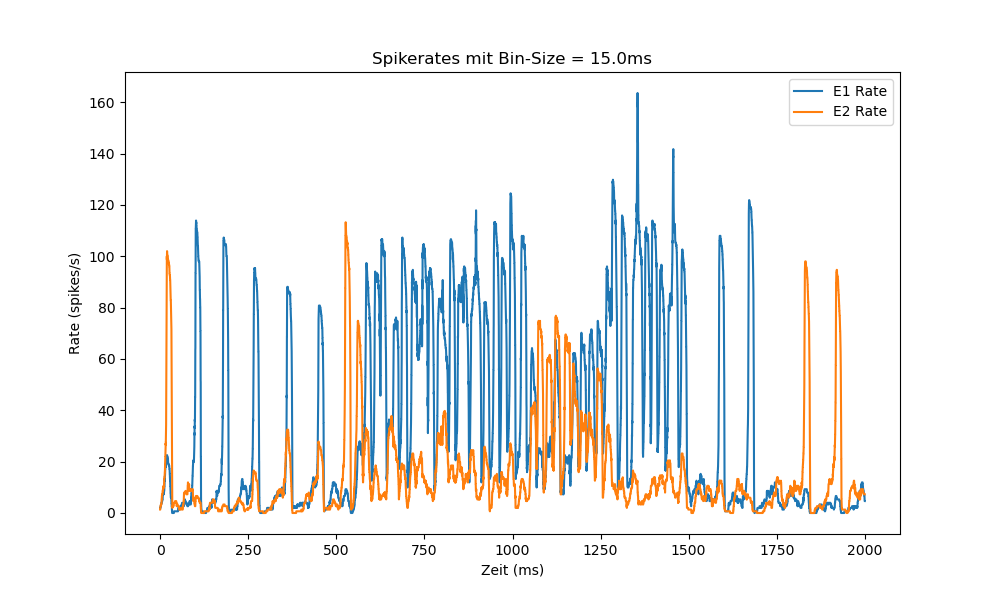 Spikerates mit Bin-Size = 15.0ms
E1 Rate
E2 Rate
160
140
120
100
80
60
40
20
0
Rate (spikes/s)
0 250 500 750 1000 1250 1500 1750 2000
Zeit (ms)